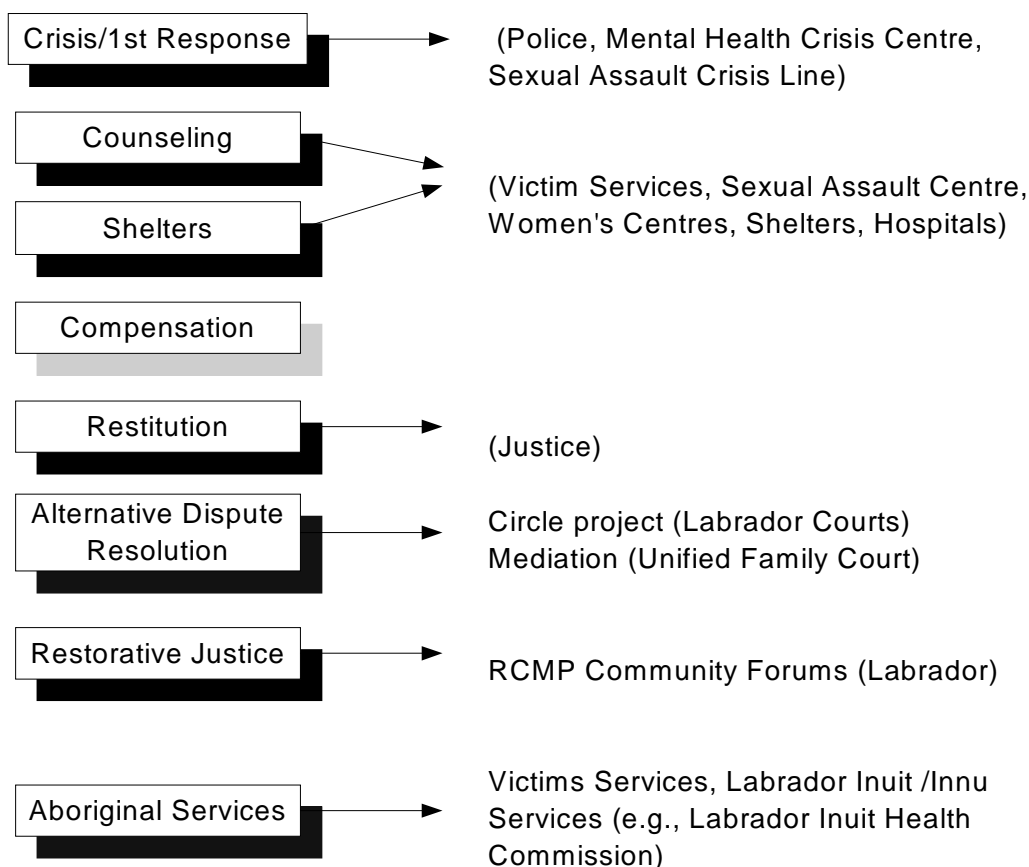 Crisis/1st Response
(Police, Mental Health Crisis Centre,
Sexual Assault Crisis Line)
Counseling
Shelters
(Victim Services, Sexual Assault Centre,
Women's Centres, Shelters, Hospitals)
Compensation
Restitution
(Justice)
Alternative Dispute
Resolution
Circle project (Labrador Courts)
Mediation (Unified Family Court)
Restorative Justice
RCMP Community Forums (Labrador)
Aboriginal Services
Victims Services, Labrador Inuit /Innu
Services (e.g., Labrador Inuit Health
Commission)